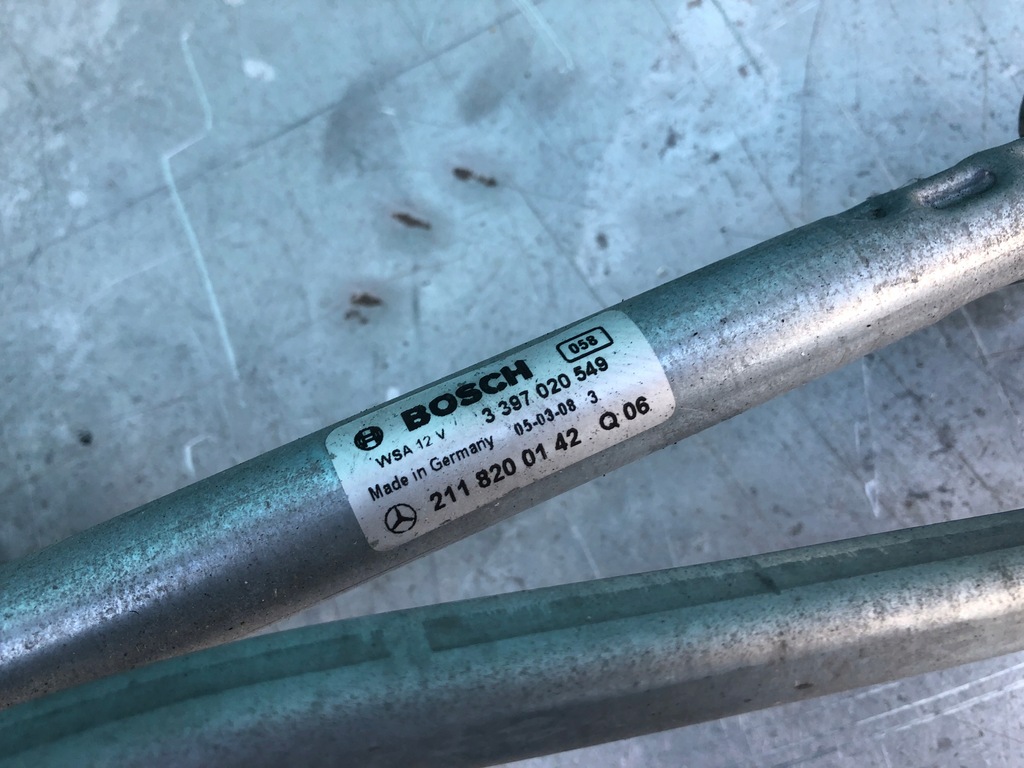 BOSCH 058
WSA 12 V 3 397 020 549
Made in Germany 05-03-08 3
211 820 01 42 Q 06